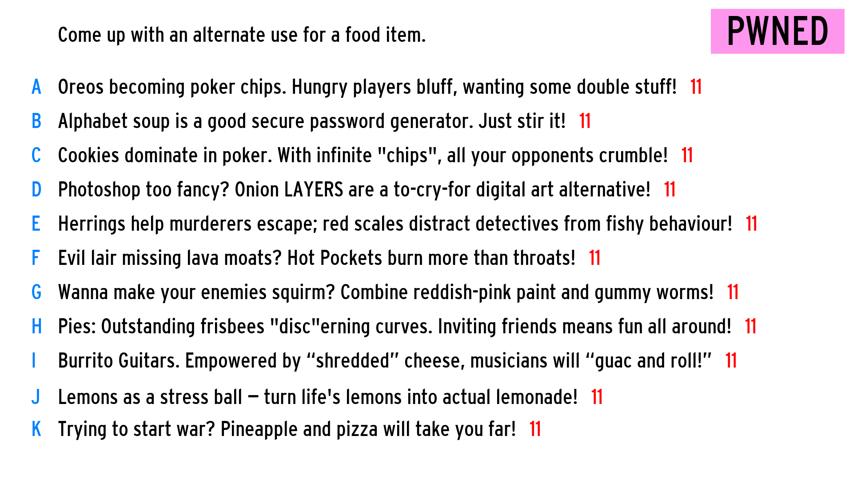 Come up with an alternate use for a food item.
PWNED
A Oreos becoming poker chips. Hungry players bluff, wanting some double stuff! 11
B Alphabet soup is a good secure password generator. Just stir it! 11
C Cookies dominate in poker. With infinite "chips", all your opponents crumble! 11
D Photoshop too fancy? Onion LAYERS are a to-cry-for digital art alternative! 11
E Herrings help murderers escape; red scales distract detectives from fishy behaviour! 11
F Evil lair missing lava moats? Hot Pockets burn more than throats! 11
G Wanna make your enemies squirm? Combine reddish-pink paint and gummy worms! 11
H Pies: Outstanding frisbees "disc"erning curves. Inviting friends means fun all around! 11
I Burrito Guitars. Empowered by “shredded” cheese, musicians will “guac and roll!” 11
J Lemons as a stress ball – turn life's lemons into actual lemonade! 11
K Trying to start war? Pineapple and pizza will take you far! 11